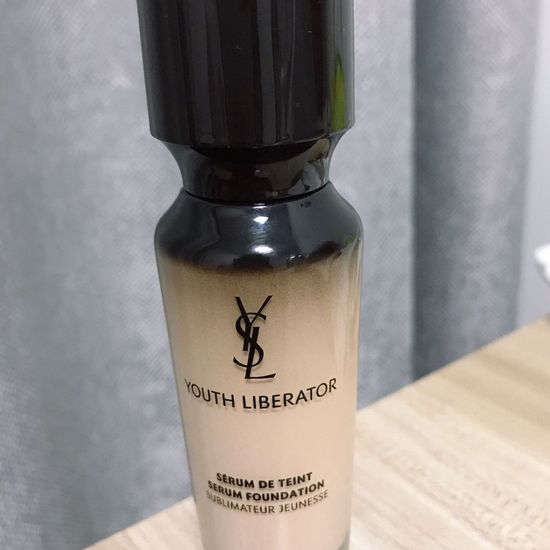 YSL
YOUTH LIBERATOR
SÉRUM DE TEINT
SERUM FOUNDATION
SUBLIMATEUR JEUNESSE